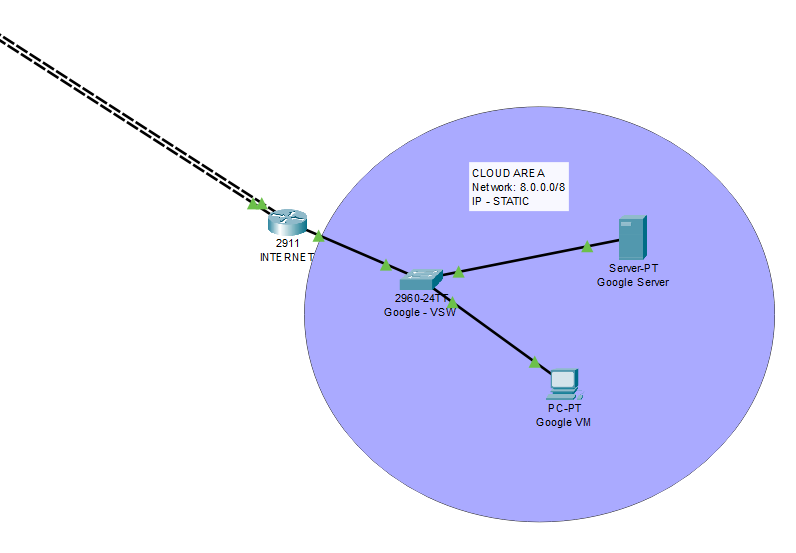 CLOUD AREA
Network: 8.0.0.0/8
IP - STATIC
2911
INTERNET
Server-PT
Google Server
2960-24TT
Google - VSW
PC-PT
Google VM